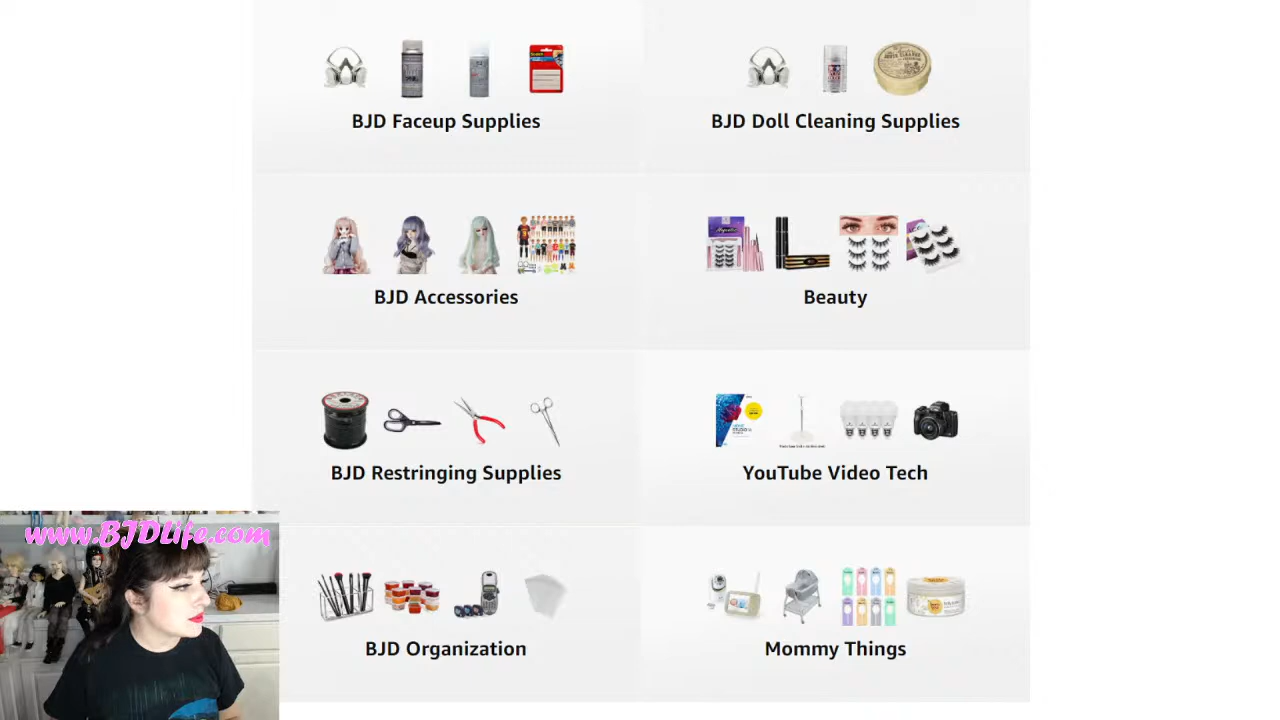 BJD Faceup Supplies
BJD Doll Cleaning Supplies
BJD Accessories
Beauty
BJD Restringing Supplies
YouTube Video Tech
www.BJDLife.com
BJD Organization
Mommy Things